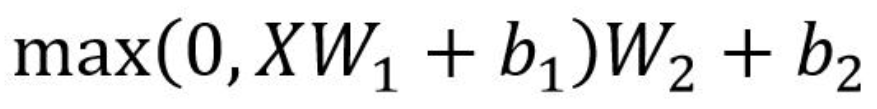 max(0, XW₁ + b₁)W₂ + b₂